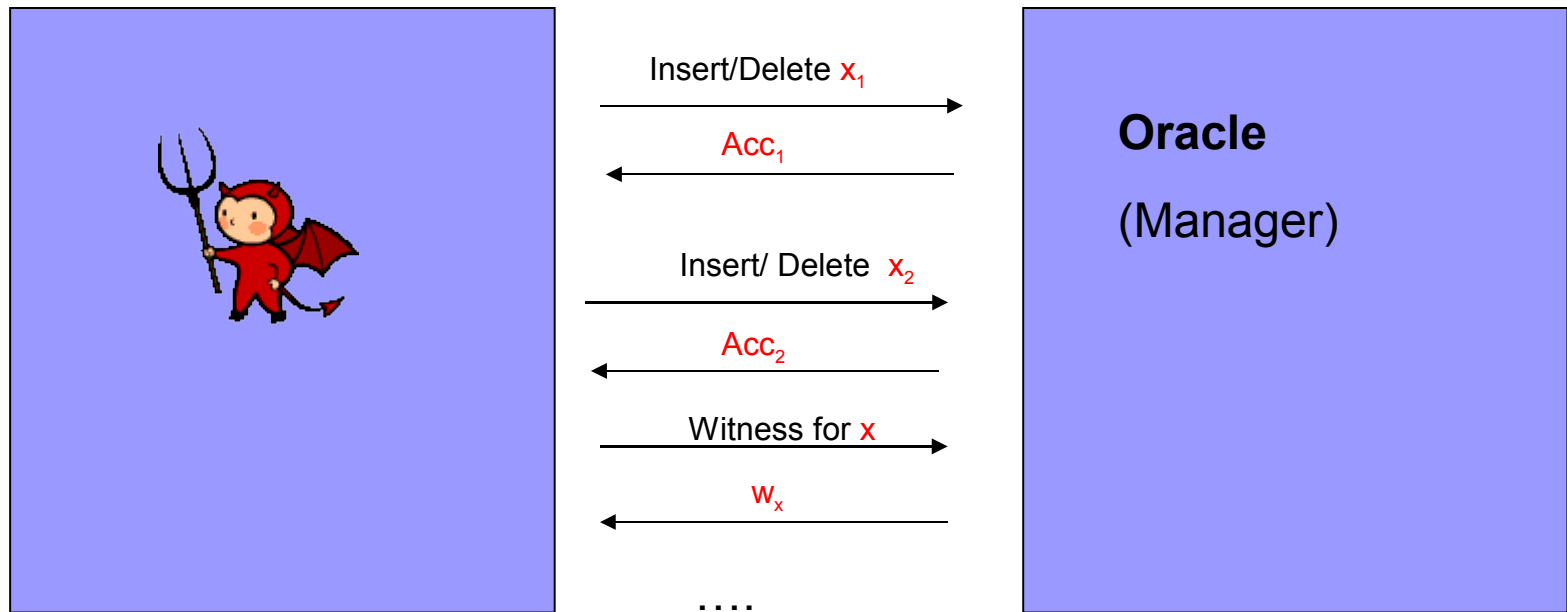 Insert/Delete x₁
Acc₁
Insert/ Delete x₂
Acc₂
Witness for x
wₓ
....
Oracle
(Manager)